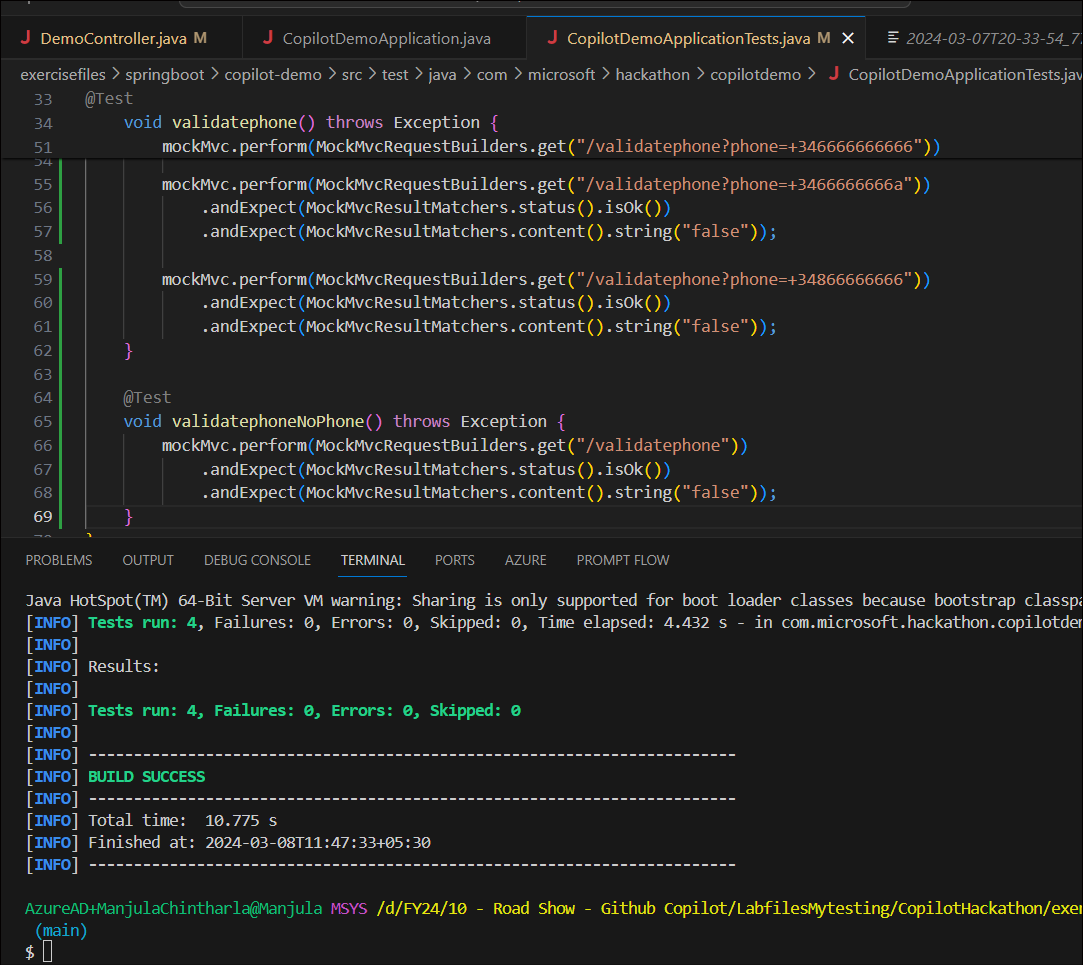 DemoController.java M CopilotDemoApplication.java CopilotDemoApplicationTests.java M 2024-03-07T20-33-54_7
exercisefiles > springboot > copilot-demo > src > test > java > com > microsoft > hackathon > copilotdemo > CopilotDemoApplicationTests.jav
33 @Test
34 void validatephone() throws Exception {
51 mockMvc.perform(MockMvcRequestBuilders.get("/validatephone?phone=+346666666666"))
54
55 mockMvc.perform(MockMvcRequestBuilders.get("/validatephone?phone=+3466666666a"))
56 .andExpect(MockMvcResultMatchers.status().isOk())
57 .andExpect(MockMvcResultMatchers.content().string("false"));
58
59 mockMvc.perform(MockMvcRequestBuilders.get("/validatephone?phone=+34866666666"))
60 .andExpect(MockMvcResultMatchers.status().isOk())
61 .andExpect(MockMvcResultMatchers.content().string("false"));
62 }
63
64 @Test
65 void validatephoneNoPhone() throws Exception {
66 mockMvc.perform(MockMvcRequestBuilders.get("/validatephone"))
67 .andExpect(MockMvcResultMatchers.status().isOk())
68 .andExpect(MockMvcResultMatchers.content().string("false"));
69 }
PROBLEMS OUTPUT DEBUG CONSOLE TERMINAL PORTS AZURE PROMPT FLOW
Java HotSpot(TM) 64-Bit Server VM warning: Sharing is only supported for boot loader classes because bootstrap classpa
[INFO] Tests run: 4, Failures: 0, Errors: 0, Skipped: 0, Time elapsed: 4.432 s - in com.microsoft.hackathon.copilotde
[INFO]
[INFO] Results:
[INFO]
[INFO] Tests run: 4, Failures: 0, Errors: 0, Skipped: 0
[INFO]
[INFO] ------------------------------------------------------------------------
[INFO] BUILD SUCCESS
[INFO] ------------------------------------------------------------------------
[INFO] Total time:  10.775 s
[INFO] Finished at: 2024-03-08T11:47:33+05:30
[INFO] ------------------------------------------------------------------------
AzureAD+ManjulaChintharla@Manjula MSYS /d/FY24/10 - Road Show - Github Copilot/LabfilesMytesting/CopilotHackathon/exer
(main)
$